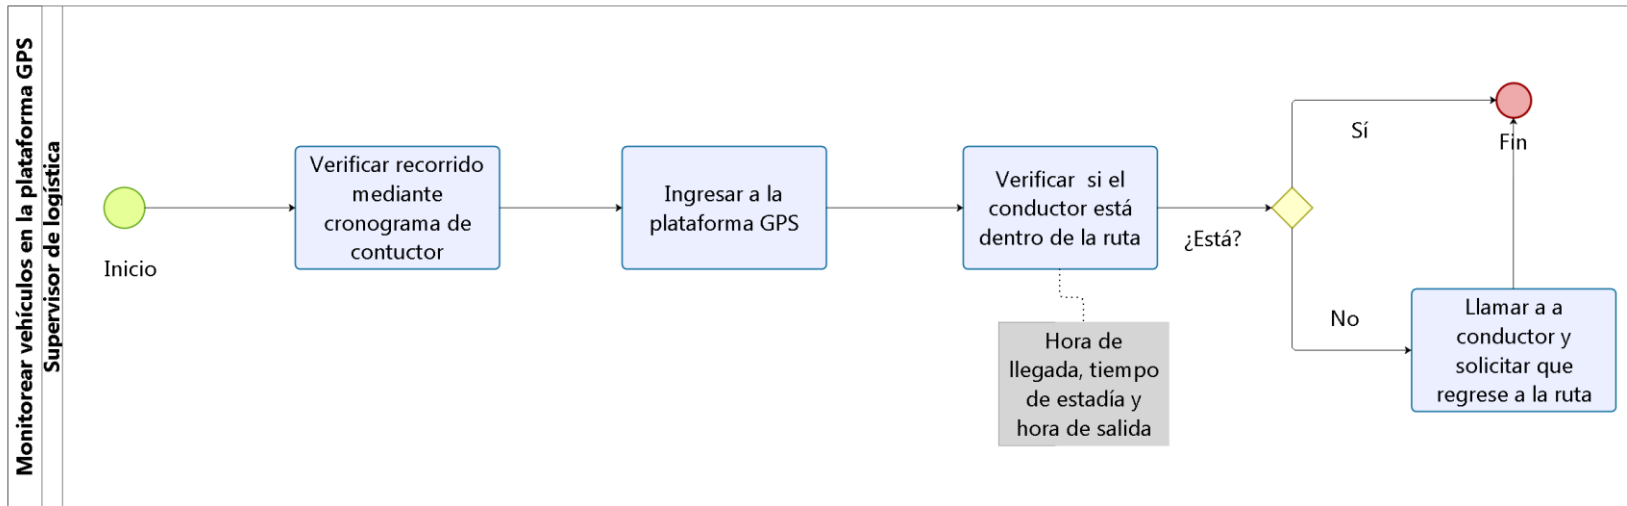 Monitorear vehículos en la plataforma GPS
Supervisor de logística
Inicio
Verificar recorrido
mediante
cronograma de
contuctor
Ingresar a la
plataforma GPS
Verificar  si el
conductor está
dentro de la ruta
Hora de
llegada, tiempo
de estadía y
hora de salida
¿Está?
Sí
Fin
No
Llamar a a
conductor y
solicitar que
regrese a la ruta